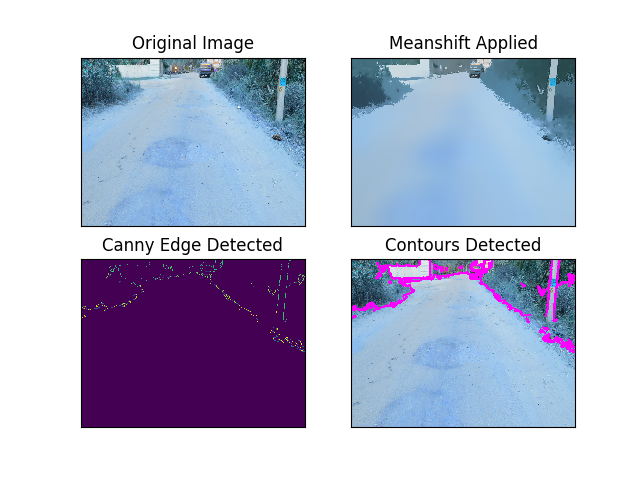 Original Image
Meanshift Applied
Canny Edge Detected
Contours Detected